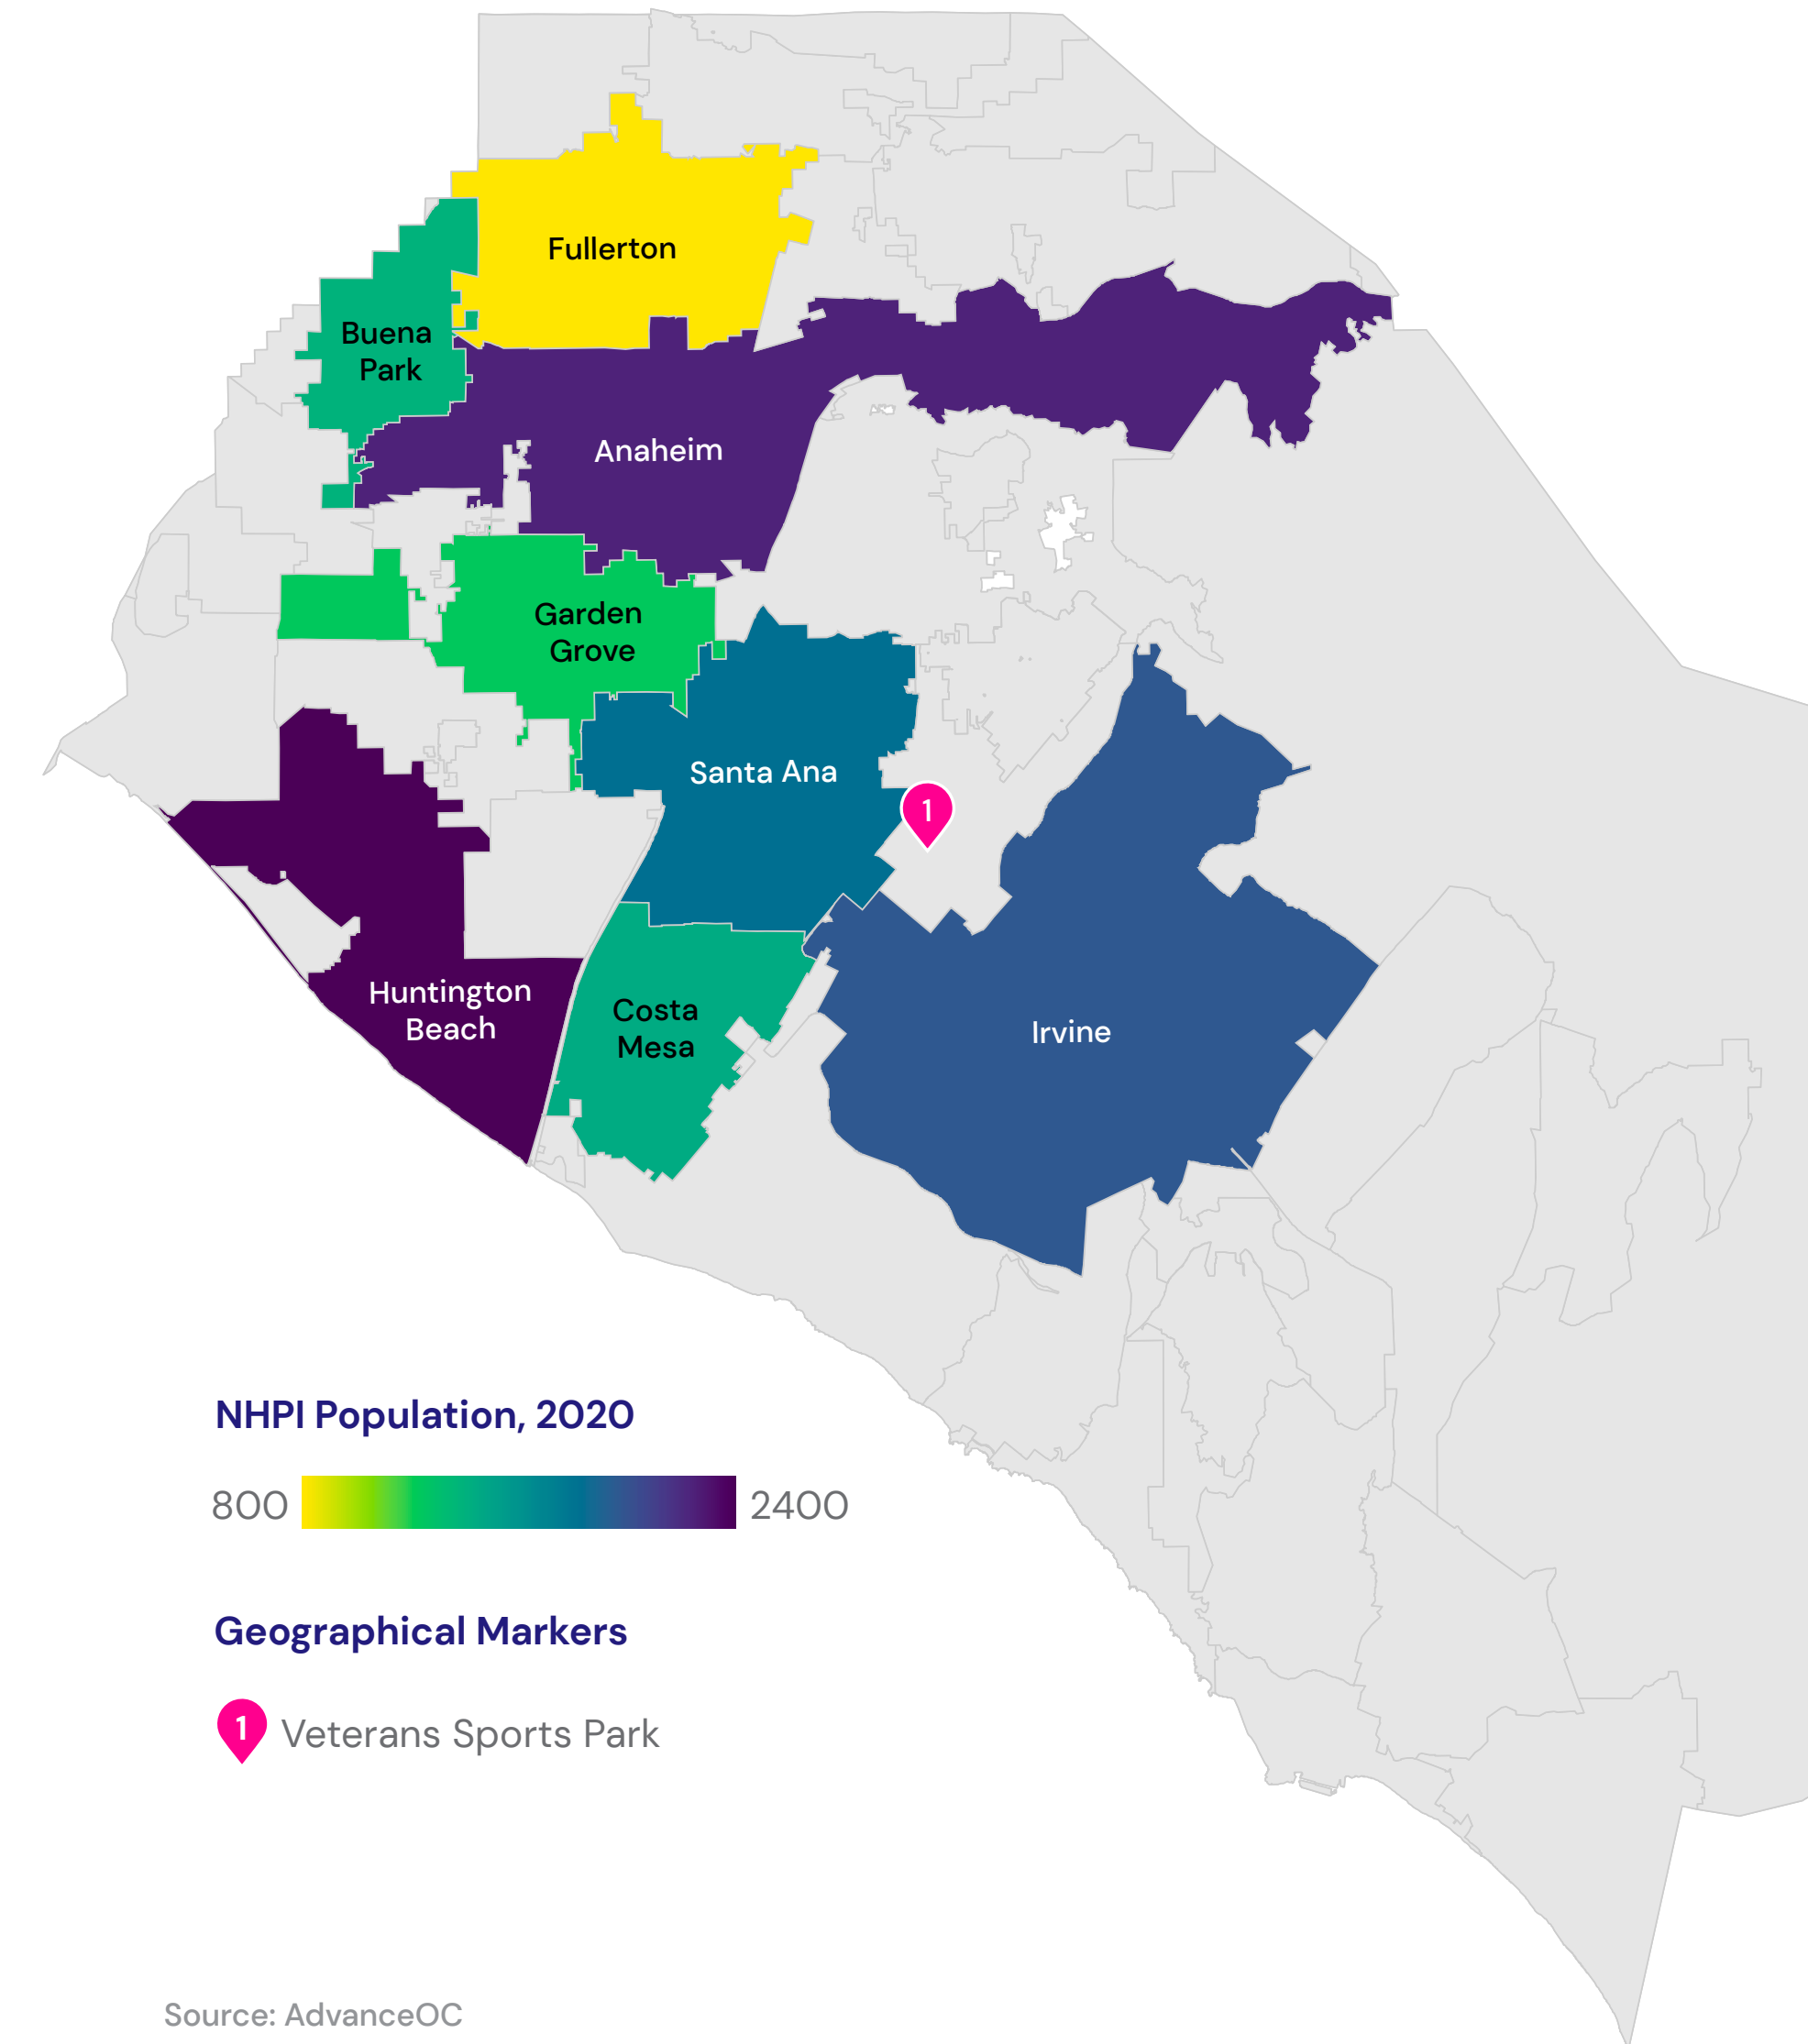 Fullerton
Buena
Park
Anaheim
Garden
Grove
Santa Ana
1
Huntington
Beach
Costa
Mesa
Irvine
NHPI Population, 2020
800
2400
Geographical Markers
1
Veterans Sports Park
Source: AdvanceOC